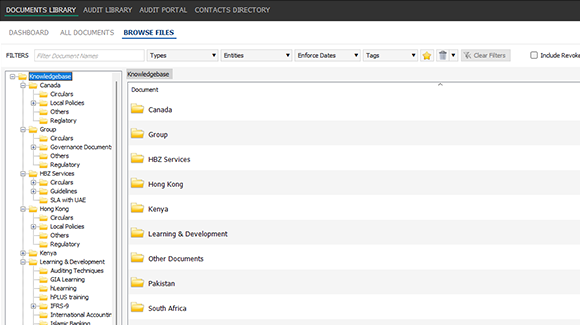 DOCUMENTS LIBRARY AUDIT LIBRARY AUDIT PORTAL CONTACTS DIRECTORY
DASHBOARD ALL DOCUMENTS BROWSE FILES
FILTERS Filter Document Names Types Entities Enforce Dates Tags Clear Filters Include Revoke
Knowledgebase
Canada
Circulars
Local Policies
Others
Reglatory
Group
Circulars
Governance Documents
Others
Regulatory
HBZ Services
Circulars
Guidelines
SLA with UAE
Hong Kong
Circulars
Local Policies
Others
Regulatory
Kenya
Learning & Development
Auditing Techniques
GIA Learning
hLearning
hPLUS training
IFRS-9
International Accountin
Islamic Banking
Knowledgebase
Document
Canada
Group
HBZ Services
Hong Kong
Kenya
Learning & Development
Other Documents
Pakistan
South Africa